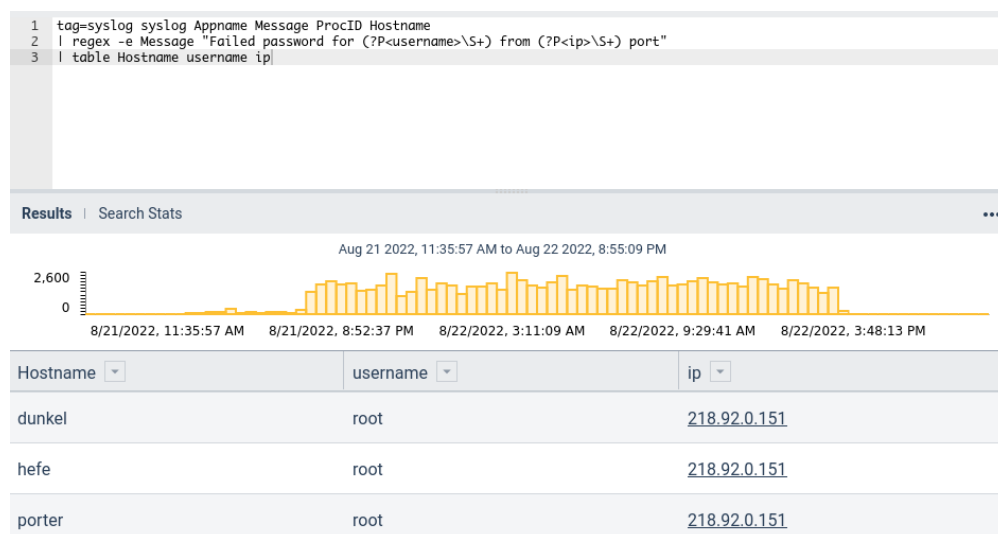 1 tag=syslog syslog Appname Message ProcID Hostname
2 | regex -e Message "Failed password for (?P<username>\S+) from (?P<ip>\S+) port"
3 | table Hostname username ip
Results | Search Stats
Aug 21 2022, 11:35:57 AM to Aug 22 2022, 8:55:09 PM
2,600
0
8/21/2022, 11:35:57 AM 8/21/2022, 8:52:37 PM 8/22/2022, 3:11:09 AM 8/22/2022, 9:29:41 AM 8/22/2022, 3:48:13 PM
Hostname username ip
dunkel root 218.92.0.151
hefe root 218.92.0.151
porter root 218.92.0.151